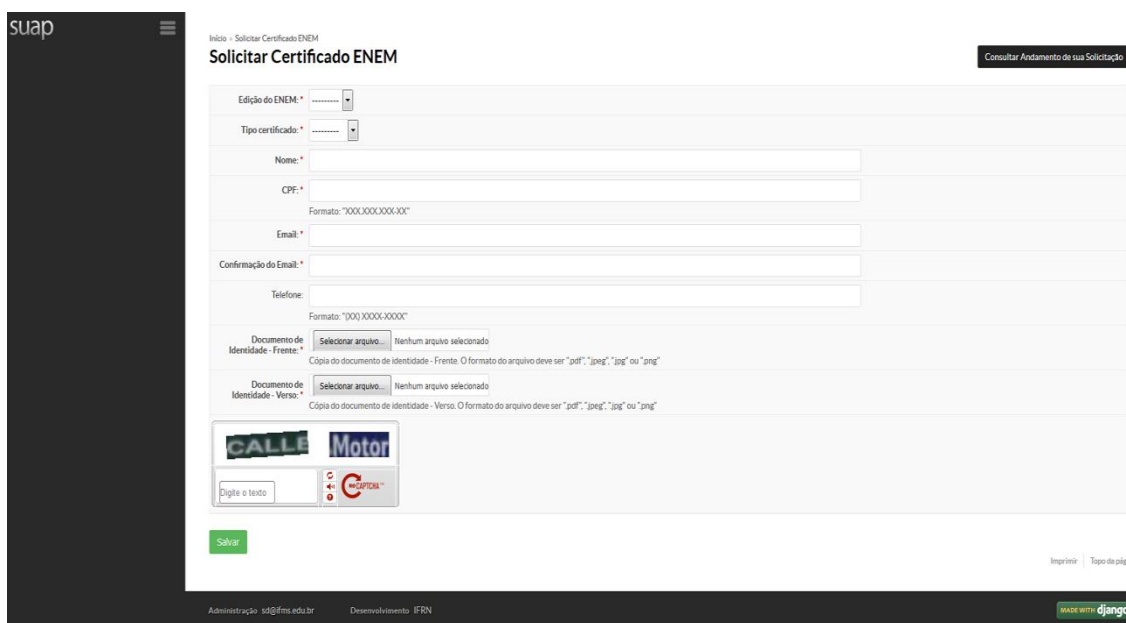 suap
Início › Solicitar Certificado ENEM
Solicitar Certificado ENEM
Consultar Andamento de sua Solicitação
Edição do ENEM: * ---------
Tipo certificado: * ---------
Nome: *
CPF: *
Formato: "XXX.XXX.XXX-XX"
Email: *
Confirmação do Email: *
Telefone:
Formato: "(XX) XXXX-XXXX"
Documento de Identidade - Frente: * Selecionar arquivo... Nenhum arquivo selecionado
Cópia do documento de identidade - Frente. O formato do arquivo deve ser ".pdf", ".jpeg", ".jpg" ou ".png"
Documento de Identidade - Verso: * Selecionar arquivo... Nenhum arquivo selecionado
Cópia do documento de identidade - Verso. O formato do arquivo deve ser ".pdf", ".jpeg", ".jpg" ou ".png"
CALLE Motor
Digite o texto
reCAPTCHA™
Salvar
Imprimir Topo da pág
Administração sd@ifms.edu.br Desenvolvimento IFRN
MADE WITH django